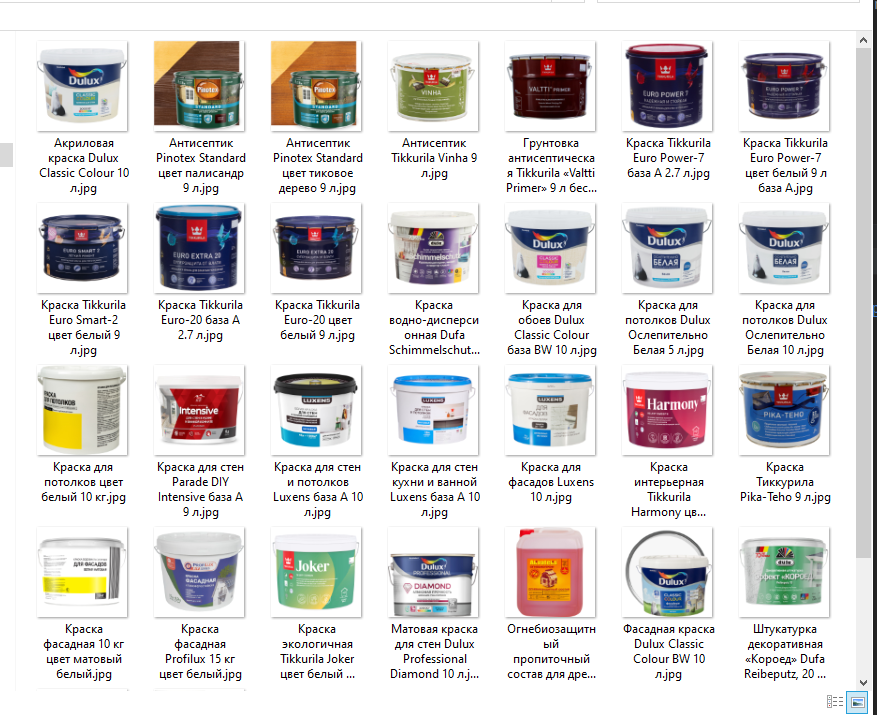 Акриловая
краска Dulux
Classic Colour 10
л.jpg
Антисептик
Pinotex Standard
цвет палисандр
9 л.jpg
Антисептик
Pinotex Standard
цвет тиковое
дерево 9 л.jpg
Антисептик
Tikkurila Vinha 9
л.jpg
Грунтовка
антисептическа
я Tikkurila «Valtti
Primer» 9 л бес...
Краска Tikkurila
Euro Power-7
база А 2.7 л.jpg
Краска Tikkurila
Euro Power-7
цвет белый 9 л
база А.jpg
Краска Tikkurila
Euro Smart-2
цвет белый 9
л.jpg
Краска Tikkurila
Euro-20 база А
2.7 л.jpg
Краска Tikkurila
Euro-20 цвет
белый 9 л.jpg
Краска
водно-дисперси
онная Dufa
Schimmelschut...
Краска для
обоев Dulux
Classic Colour
база BW 10 л.jpg
Краска для
потолков Dulux
Ослепительно
Белая 5 л.jpg
Краска для
потолков Dulux
Ослепительно
Белая 10 л.jpg
Краска для
потолков цвет
белый 10 кг.jpg
Краска для стен
Parade DIY
Intensive база А
9 л.jpg
Краска для стен
и потолков
Luxens база А 10
л.jpg
Краска для стен
кухни и ванной
Luxens база А 10
л.jpg
Краска для
фасадов Luxens
10 л.jpg
Краска
интерьерная
Tikkurila
Harmony цв...
Краска
Тиккурила
Pika-Teho 9 л.jpg
Краска
фасадная 10 кг
цвет матовый
белый.jpg
Краска
фасадная
Profilux 15 кг
цвет белый.jpg
Краска
экологичная
Tikkurila Joker
цвет белый ...
Матовая краска
для стен Dulux
Professional
Diamond 10 л.j...
Огнебиозащитн
ый
пропиточный
состав для дре...
Фасадная краска
Dulux Classic
Colour BW 10
л.jpg
Штукатурка
декоративная
«Короед» Dufa
Reibeputz, 20 ...